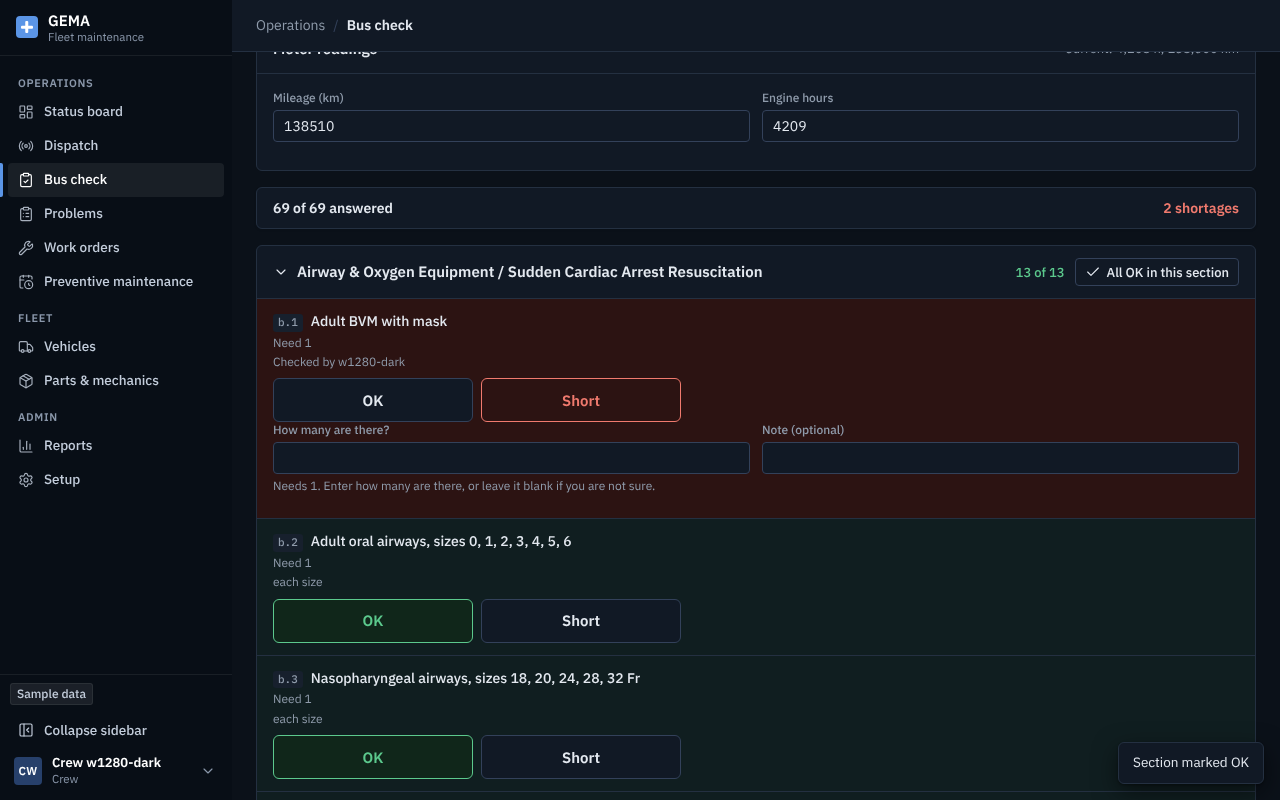 GEMA
Fleet maintenance
Operations / Bus check
OPERATIONS
Status board
Dispatch
Bus check
Problems
Work orders
Preventive maintenance
FLEET
Vehicles
Parts & mechanics
ADMIN
Reports
Setup
Sample data
Collapse sidebar
CW
Crew w1280-dark
Crew
Mileage (km)
138510
Engine hours
4209
69 of 69 answered
2 shortages
Airway & Oxygen Equipment / Sudden Cardiac Arrest Resuscitation
13 of 13
All OK in this section
b.1 Adult BVM with mask
Need 1
Checked by w1280-dark
OK
Short
How many are there?
Note (optional)
Needs 1. Enter how many are there, or leave it blank if you are not sure.
b.2 Adult oral airways, sizes 0, 1, 2, 3, 4, 5, 6
Need 1
each size
OK
Short
b.3 Nasopharyngeal airways, sizes 18, 20, 24, 28, 32 Fr
Need 1
each size
OK
Short
Section marked OK